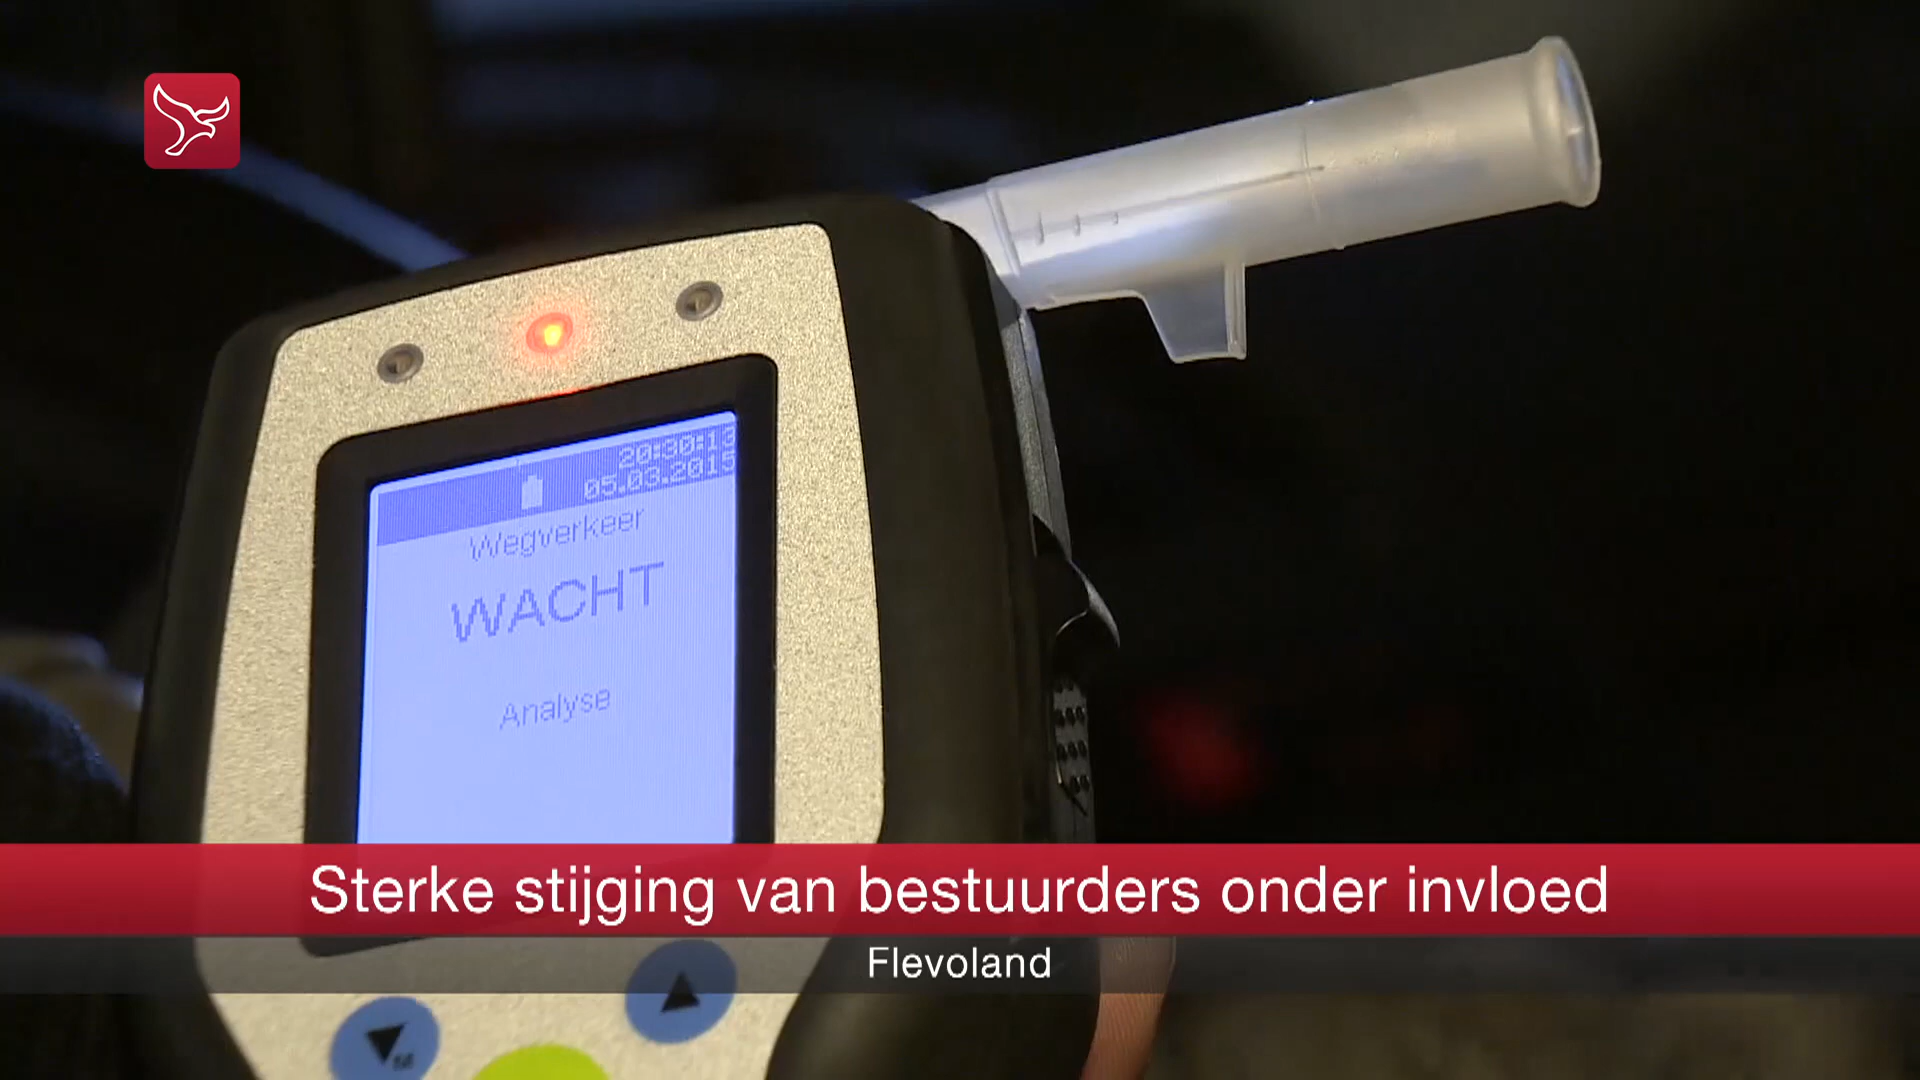 20:30:13
05.03.2015
Wegverkeer
WACHT
Analyse
Sterke stijging van bestuurders onder invloed
Flevoland